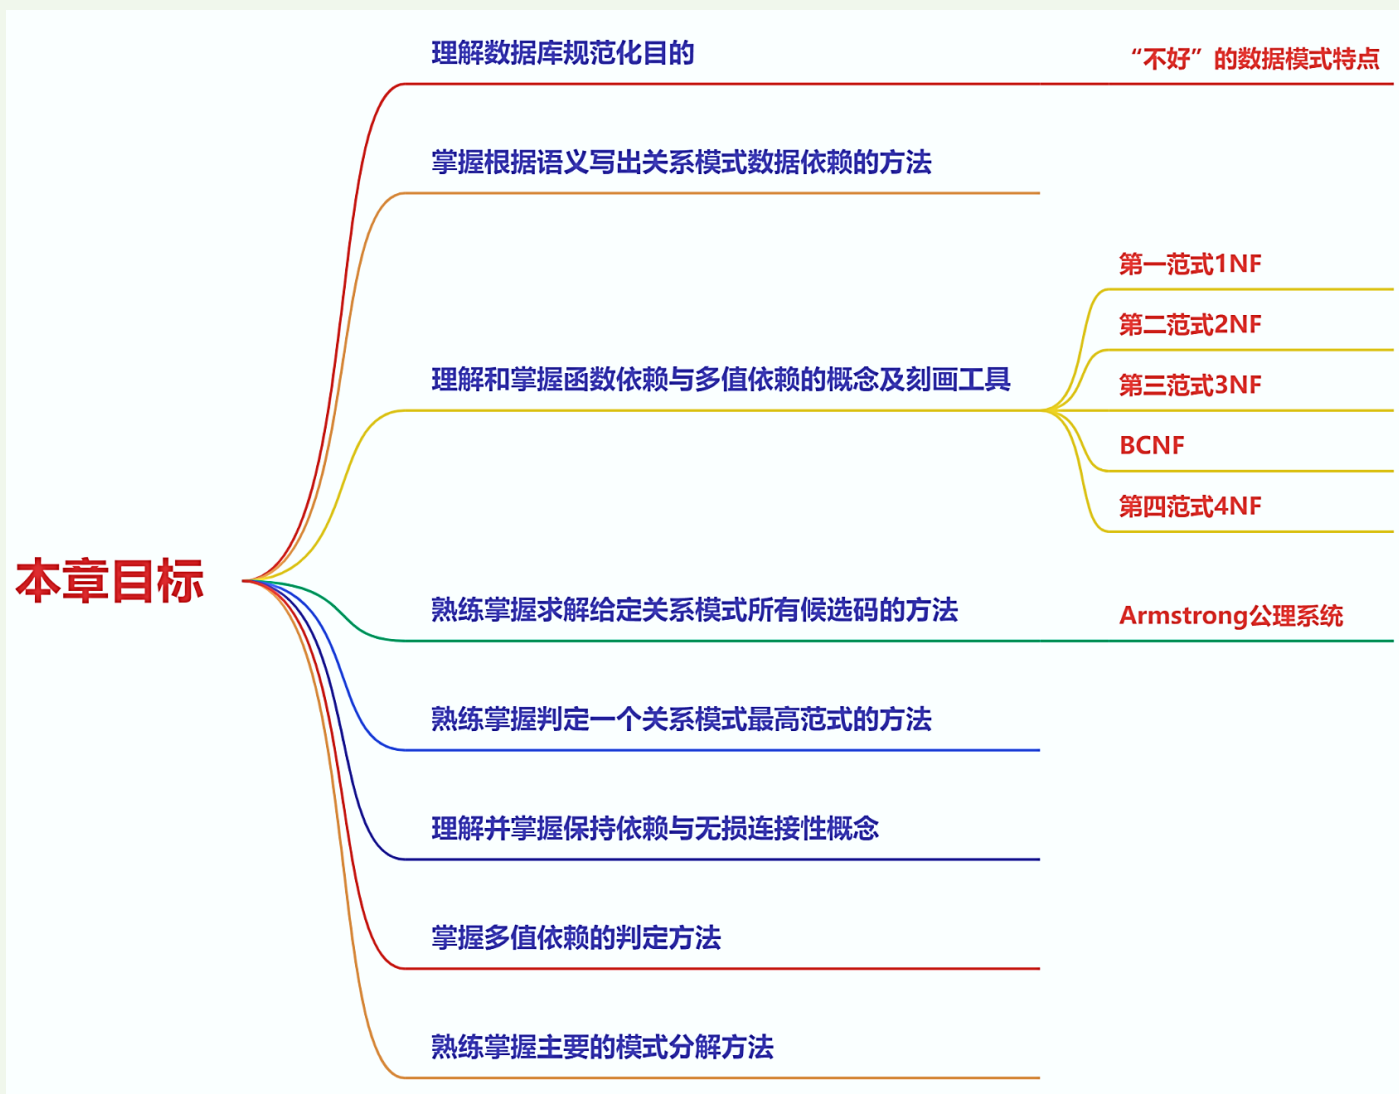 理解数据库规范化目的
“不好”的数据模式特点
掌握根据语义写出关系模式数据依赖的方法
理解和掌握函数依赖与多值依赖的概念及刻画工具
第一范式1NF
第二范式2NF
第三范式3NF
BCNF
第四范式4NF
本章目标
熟练掌握求解给定关系模式所有候选码的方法
Armstrong公理系统
熟练掌握判定一个关系模式最高范式的方法
理解并掌握保持依赖与无损连接性概念
掌握多值依赖的判定方法
熟练掌握主要的模式分解方法